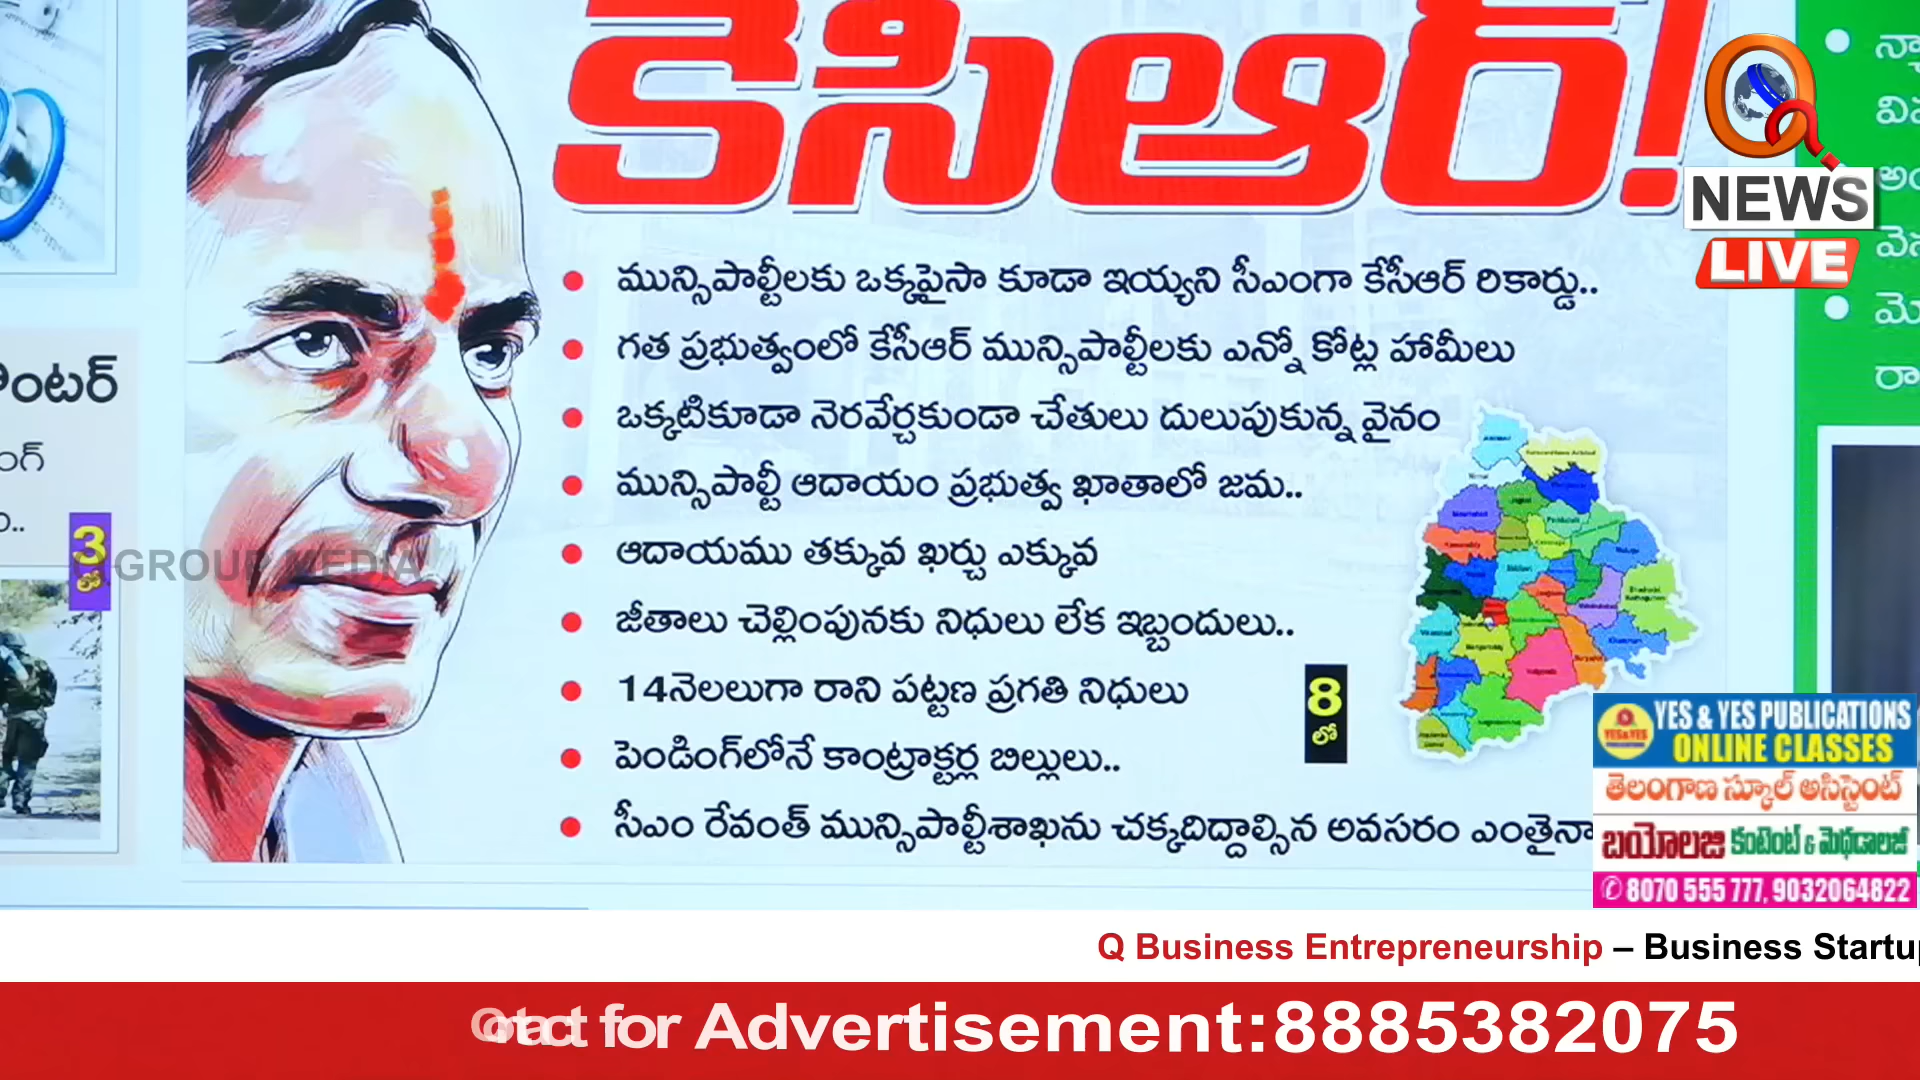 కేసిఆర్!
NEWS
LIVE
• మున్సిపాల్టీలకు ఒక్కపైసా కూడా ఇయ్యని సీఎంగా కేసీఆర్ రికార్డు..
• గత ప్రభుత్వంలో కేసీఆర్ మున్సిపాల్టీలకు ఎన్నో కోట్ల హామీలు
• ఒక్కటికూడా నెరవేర్చకుండా చేతులు దులుపుకున్న వైనం
• మున్సిపాల్టీ ఆదాయం ప్రభుత్వ ఖాతాలో జమ..
• ఆదాయము తక్కువ ఖర్చు ఎక్కువ
• జీతాలు చెల్లింపునకు నిధులు లేక ఇబ్బందులు..
• 14నెలలుగా రాని పట్టణ ప్రగతి నిధులు
• పెండింగ్‌లోనే కాంట్రాక్టర్ల బిల్లులు..
• సీఎం రేవంత్ మున్సిపాల్టీశాఖను చక్కదిద్దాల్సిన అవసరం ఎంతైనా
8
లో
3
లో
GROUP MEDIA
YES & YES PUBLICATIONS
ONLINE CLASSES
తెలంగాణ స్కూల్ అసిస్టెంట్
బయోలజి కంటెంట్ & మెథడాలజీ
8070 555 777, 9032064822
Q Business Entrepreneurship – Business Startup
for Advertisement:8885382075